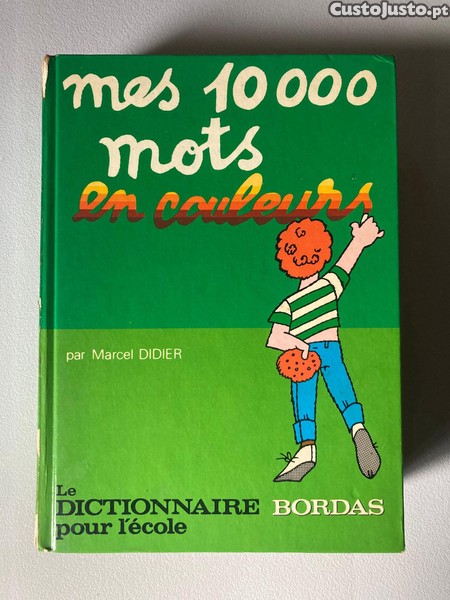 CustoJusto.pt
mes 10 000
mots
en couleurs
par Marcel DIDIER
Le
DICTIONNAIRE BORDAS
pour l'école